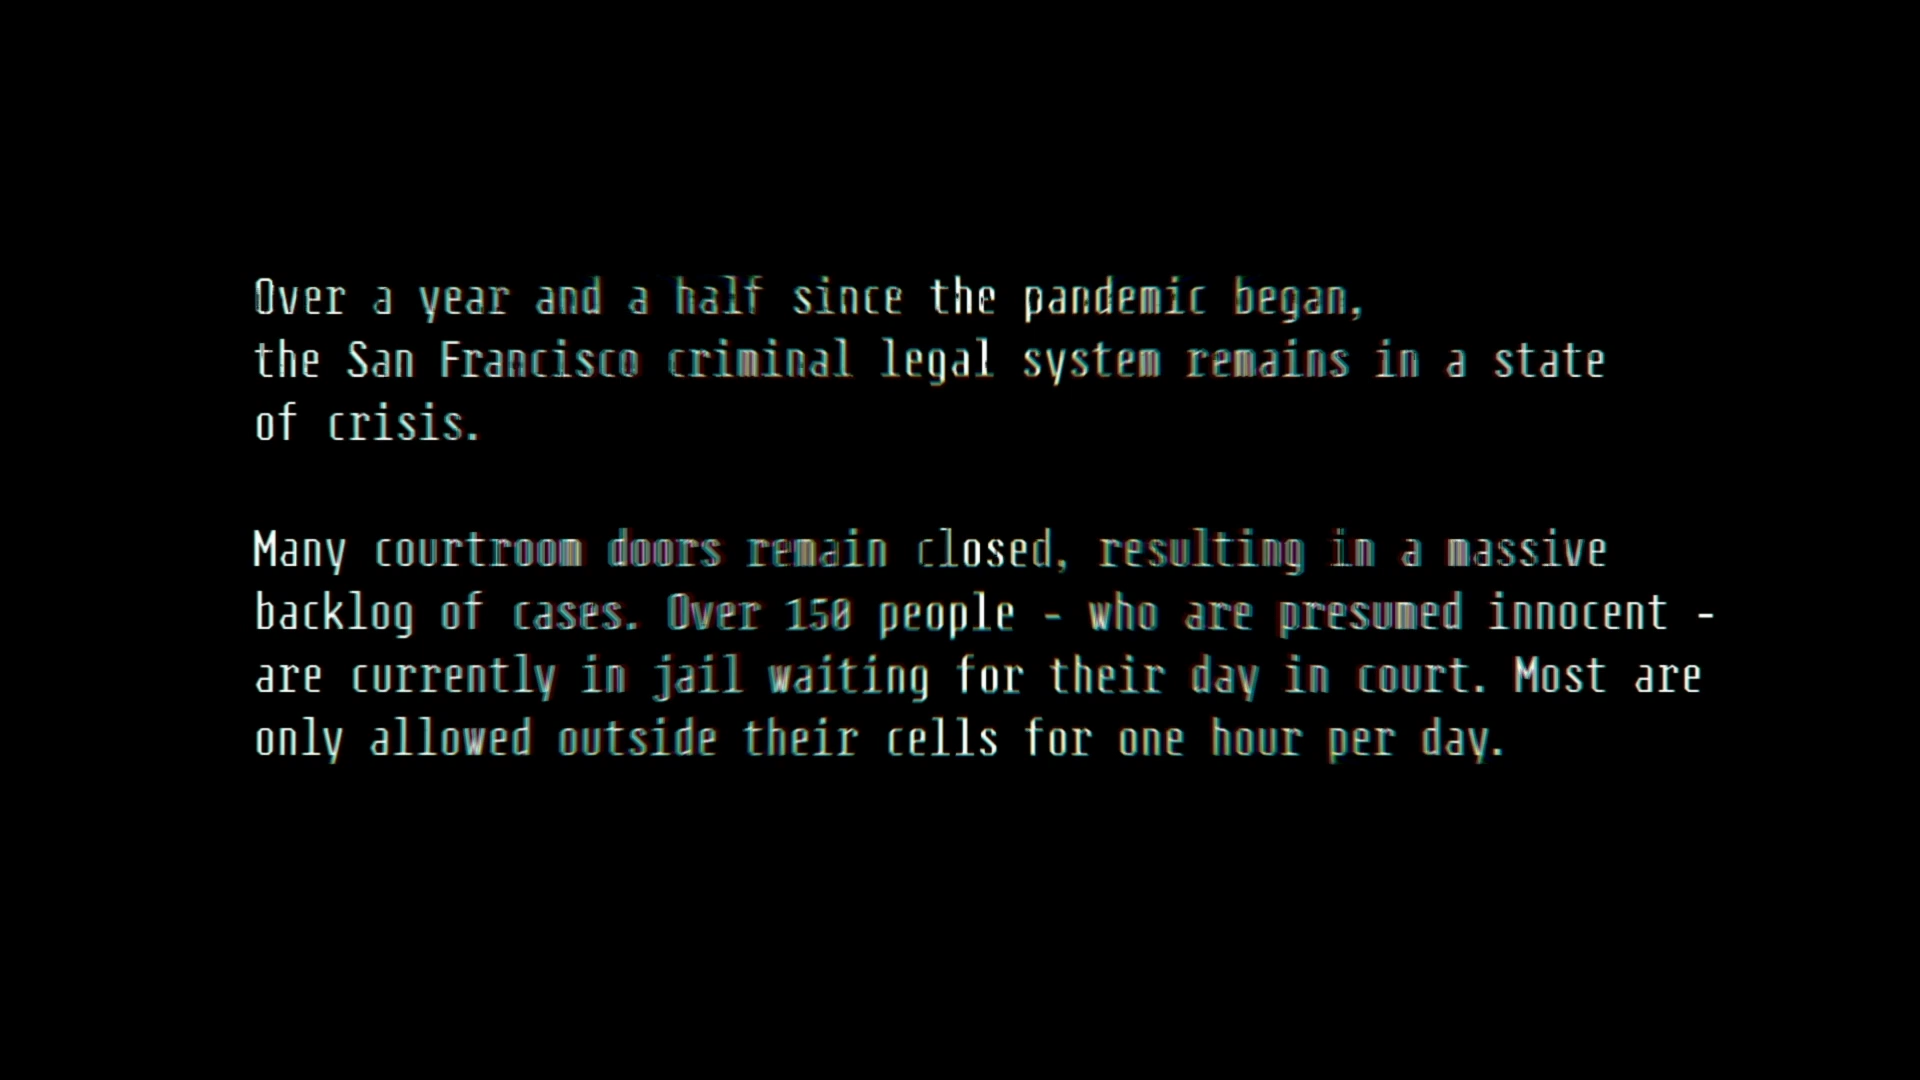 Over a year and a half since the pandemic began,
the San Francisco criminal legal system remains in a state
of crisis.
Many courtroom doors remain closed, resulting in a massive
backlog of cases. Over 150 people - who are presumed innocent -
are currently in jail waiting for their day in court. Most are
only allowed outside their cells for one hour per day.